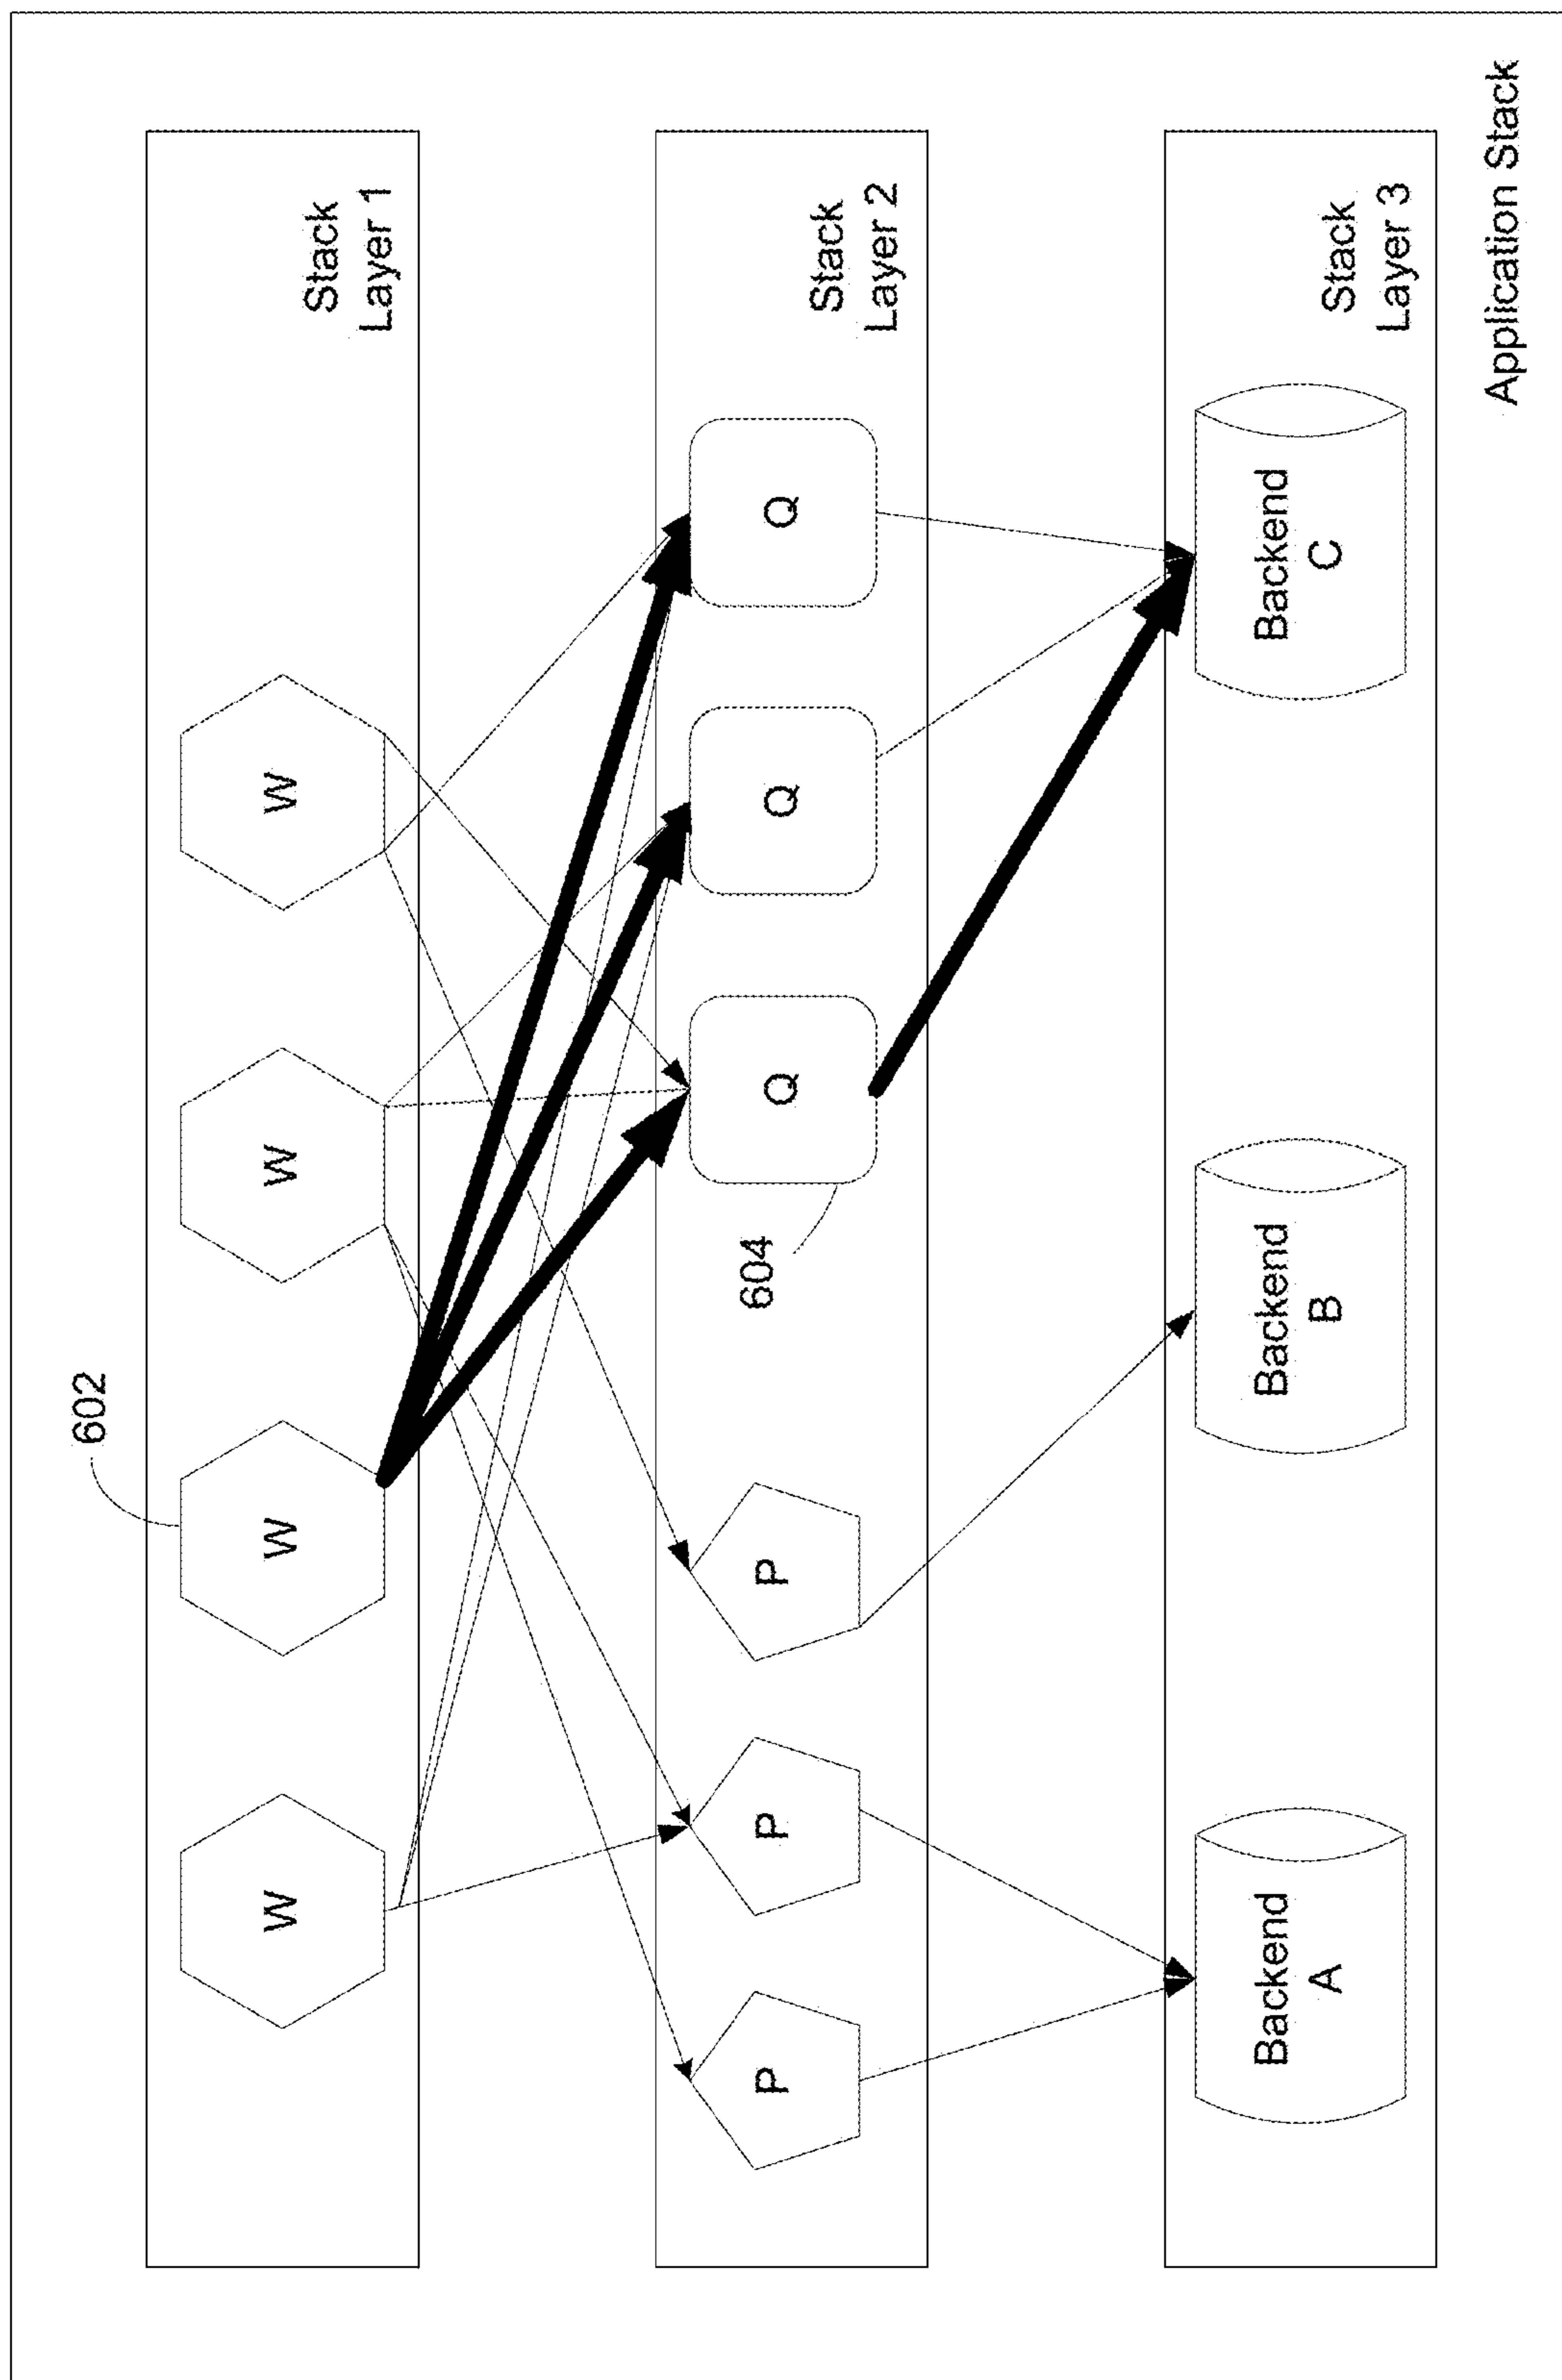 602
W
W
W
W
Stack
Layer 1
P
P
P
604
Q
Q
Q
Stack
Layer 2
Backend
A
Backend
B
Backend
C
Stack
Layer 3
Application Stack